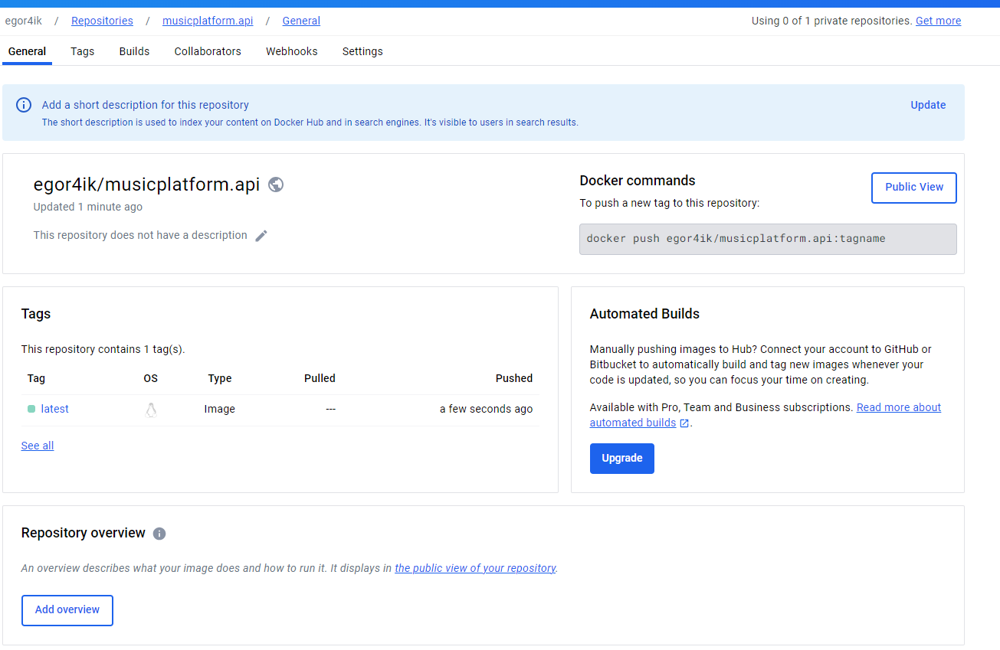 egor4ik / Repositories / musicplatform.api / General
Using 0 of 1 private repositories. Get more
General Tags Builds Collaborators Webhooks Settings
Add a short description for this repository
Update
The short description is used to index your content on Docker Hub and in search engines. It's visible to users in search results.
egor4ik/musicplatform.api
Updated 1 minute ago
This repository does not have a description
Docker commands
Public View
To push a new tag to this repository:
docker push egor4ik/musicplatform.api:tagname
Tags
This repository contains 1 tag(s).
Tag OS Type Pulled Pushed
latest Image --- a few seconds ago
See all
Automated Builds
Manually pushing images to Hub? Connect your account to GitHub or
Bitbucket to automatically build and tag new images whenever your
code is updated, so you can focus your time on creating.
Available with Pro, Team and Business subscriptions. Read more about
automated builds .
Upgrade
Repository overview
An overview describes what your image does and how to run it. It displays in the public view of your repository.
Add overview